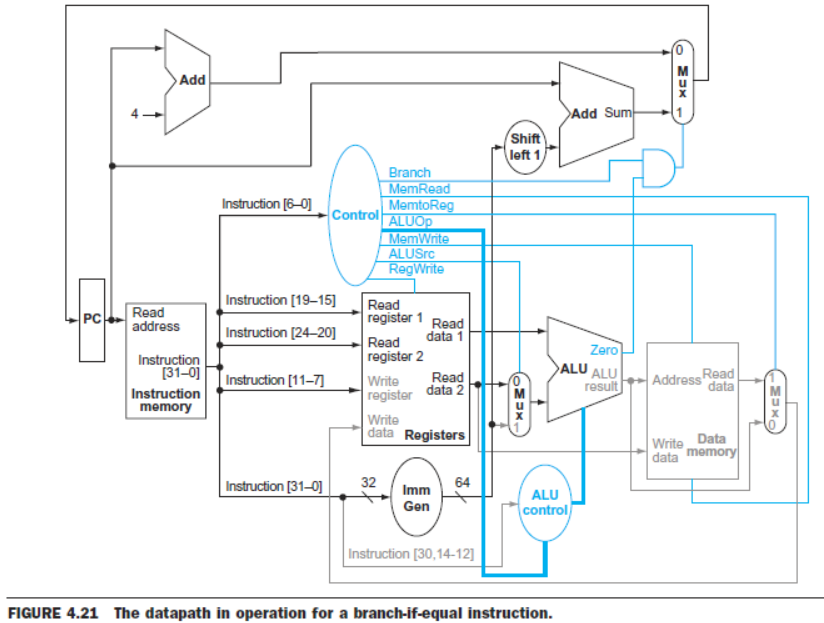 Add
4
0
M
u
x
1
Add Sum
Shift
left 1
Branch
MemRead
MemtoReg
ALUOp
MemWrite
ALUSrc
RegWrite
Control
Instruction [6–0]
PC
Read
address
Instruction
[31–0]
Instruction
memory
Instruction [19–15]
Instruction [24–20]
Instruction [11–7]
Instruction [31–0]
Read
register 1
Read
data 1
Read
register 2
Write
register
Read
data 2
Write
data
Registers
0
M
u
x
1
Zero
ALU
ALU
result
Address
Read
data
Write
data
Data
memory
1
M
u
x
0
32
Imm
Gen
64
ALU
control
Instruction [30,14-12]
FIGURE 4.21 The datapath in operation for a branch-if-equal instruction.